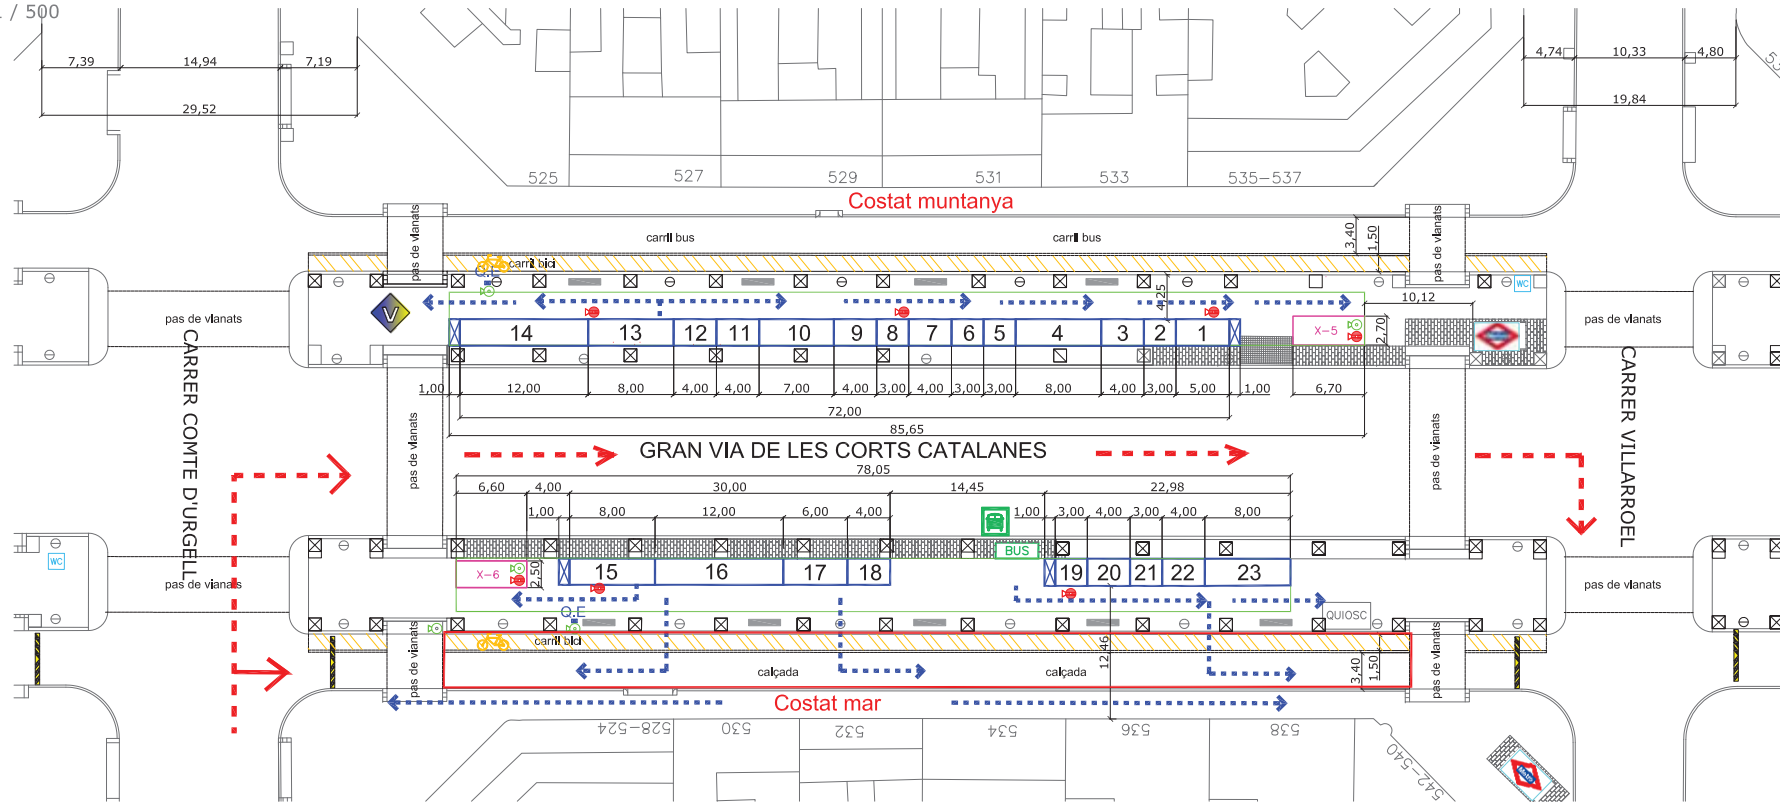 1 / 500
7,39
14,94
7,19
29,52
4,74
10,33
4,80
19,84
525
527
529
531
533
535-537
Costat muntanya
carril bus
carril bus
3,40
1,50
pas de vianats
pas de vianats
carril bici
Q.E
V
4,25
10,12
WC
pas de vianats
pas de vianats
14
13
12
11
10
9
8
7
6
5
4
3
2
1
X-5
2,70
1,00
12,00
8,00
4,00
4,00
7,00
4,00
3,00
4,00
3,00
3,00
8,00
4,00
3,00
5,00
1,00
6,70
72,00
85,65
CARRER COMTE D'URGELL
CARRER VILLARROEL
pas de vianats
pas de vianats
GRAN VIA DE LES CORTS CATALANES
78,05
6,60
4,00
30,00
14,45
22,98
1,00
8,00
12,00
6,00
4,00
1,00
3,00
4,00
3,00
4,00
8,00
BUS
WC
X-6
2,50
15
16
17
18
19
20
21
22
23
pas de vianats
pas de vianats
Q.E
QUIOSC
carril bici
pas de vianats
pas de vianats
calçada
calçada
12,46
3,40
1,50
Costat mar
528-524
530
532
534
536
538
542-540